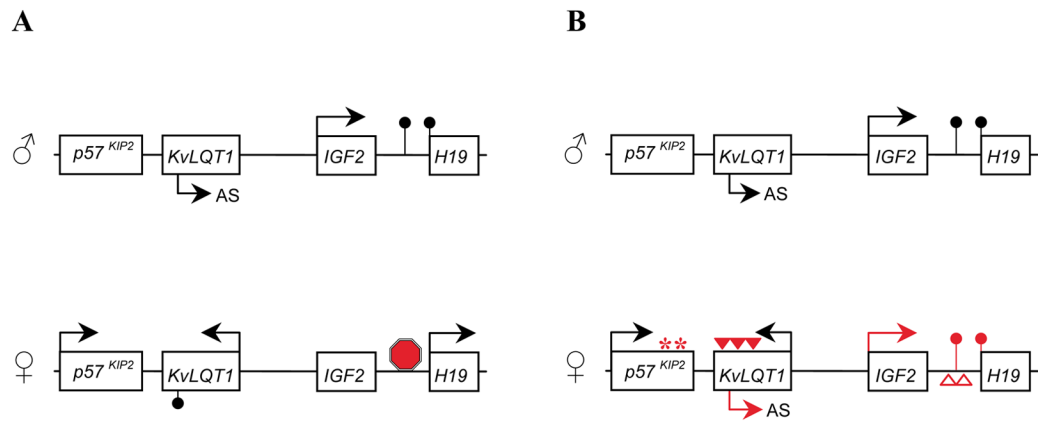 A B
p57 KIP2 KvLQT1 IGF2 H19 p57 KIP2 KvLQT1 IGF2 H19
AS AS
p57 KIP2 KvLQT1 IGF2 H19 ** p57 KIP2 KvLQT1 IGF2 H19
AS